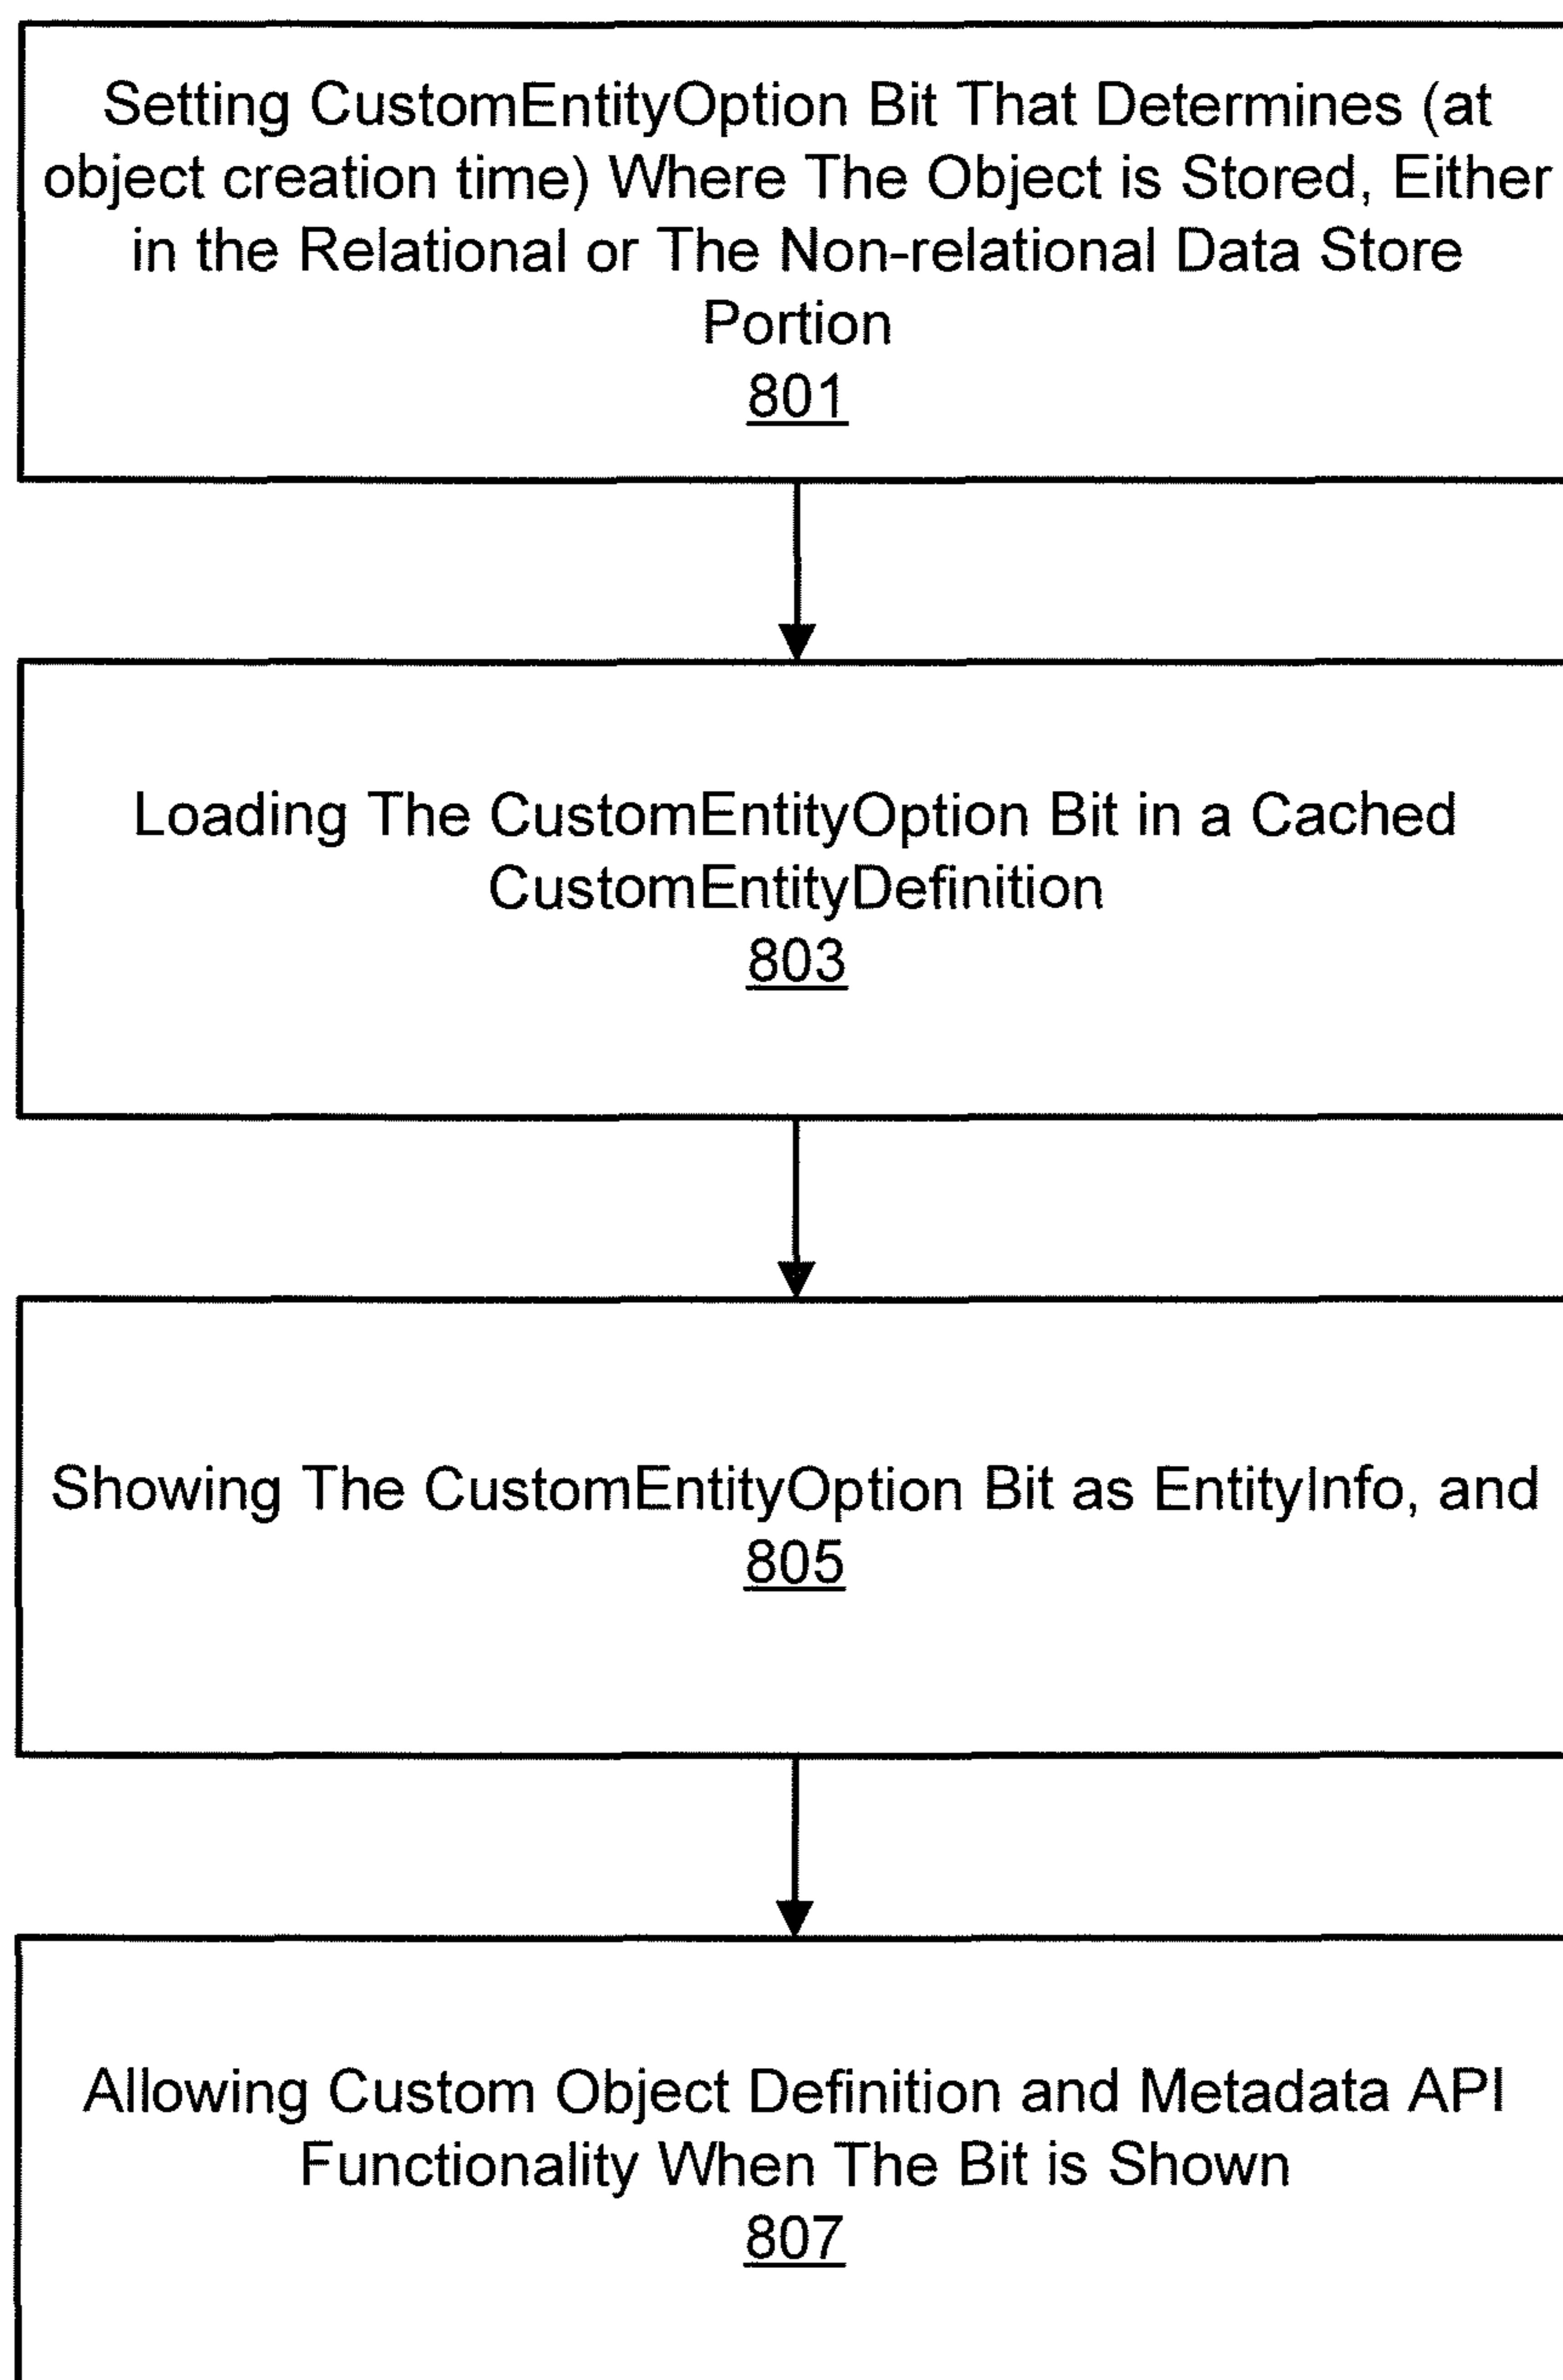 Setting CustomEntityOption Bit That Determines (at
object creation time) Where The Object is Stored, Either
in the Relational or The Non-relational Data Store
Portion
801
Loading The CustomEntityOption Bit in a Cached
CustomEntityDefinition
803
Showing The CustomEntityOption Bit as EntityInfo, and
805
Allowing Custom Object Definition and Metadata API
Functionality When The Bit is Shown
807